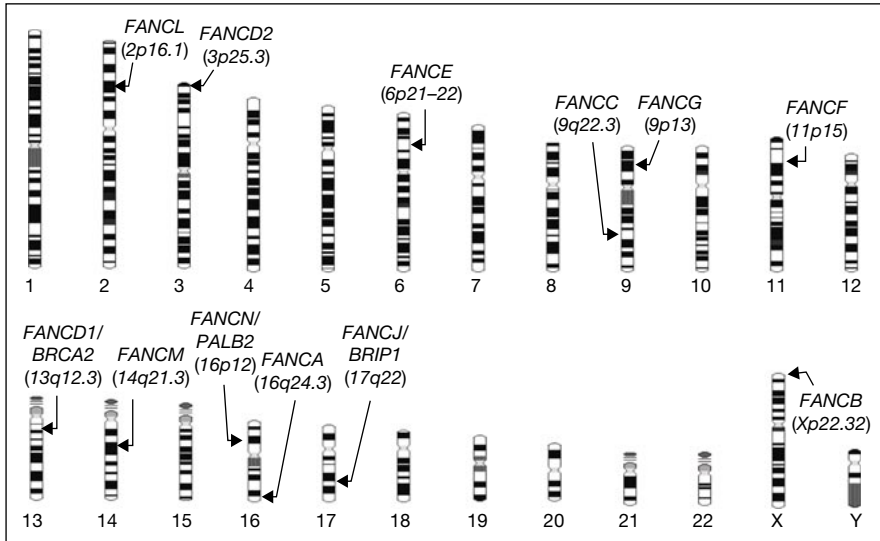 FANCL
(2p16.1)
FANCD2
(3p25.3)
FANCE
(6p21–22)
FANCC
(9q22.3)
FANCG
(9p13)
FANCF
(11p15)
1 2 3 4 5 6 7 8 9 10 11 12
FANCD1/
BRCA2
(13q12.3)
FANCM
(14q21.3)
FANCN/
PALB2
(16p12)
FANCA
(16q24.3)
FANCJ/
BRIP1
(17q22)
FANCB
(Xp22.32)
13 14 15 16 17 18 19 20 21 22 X Y